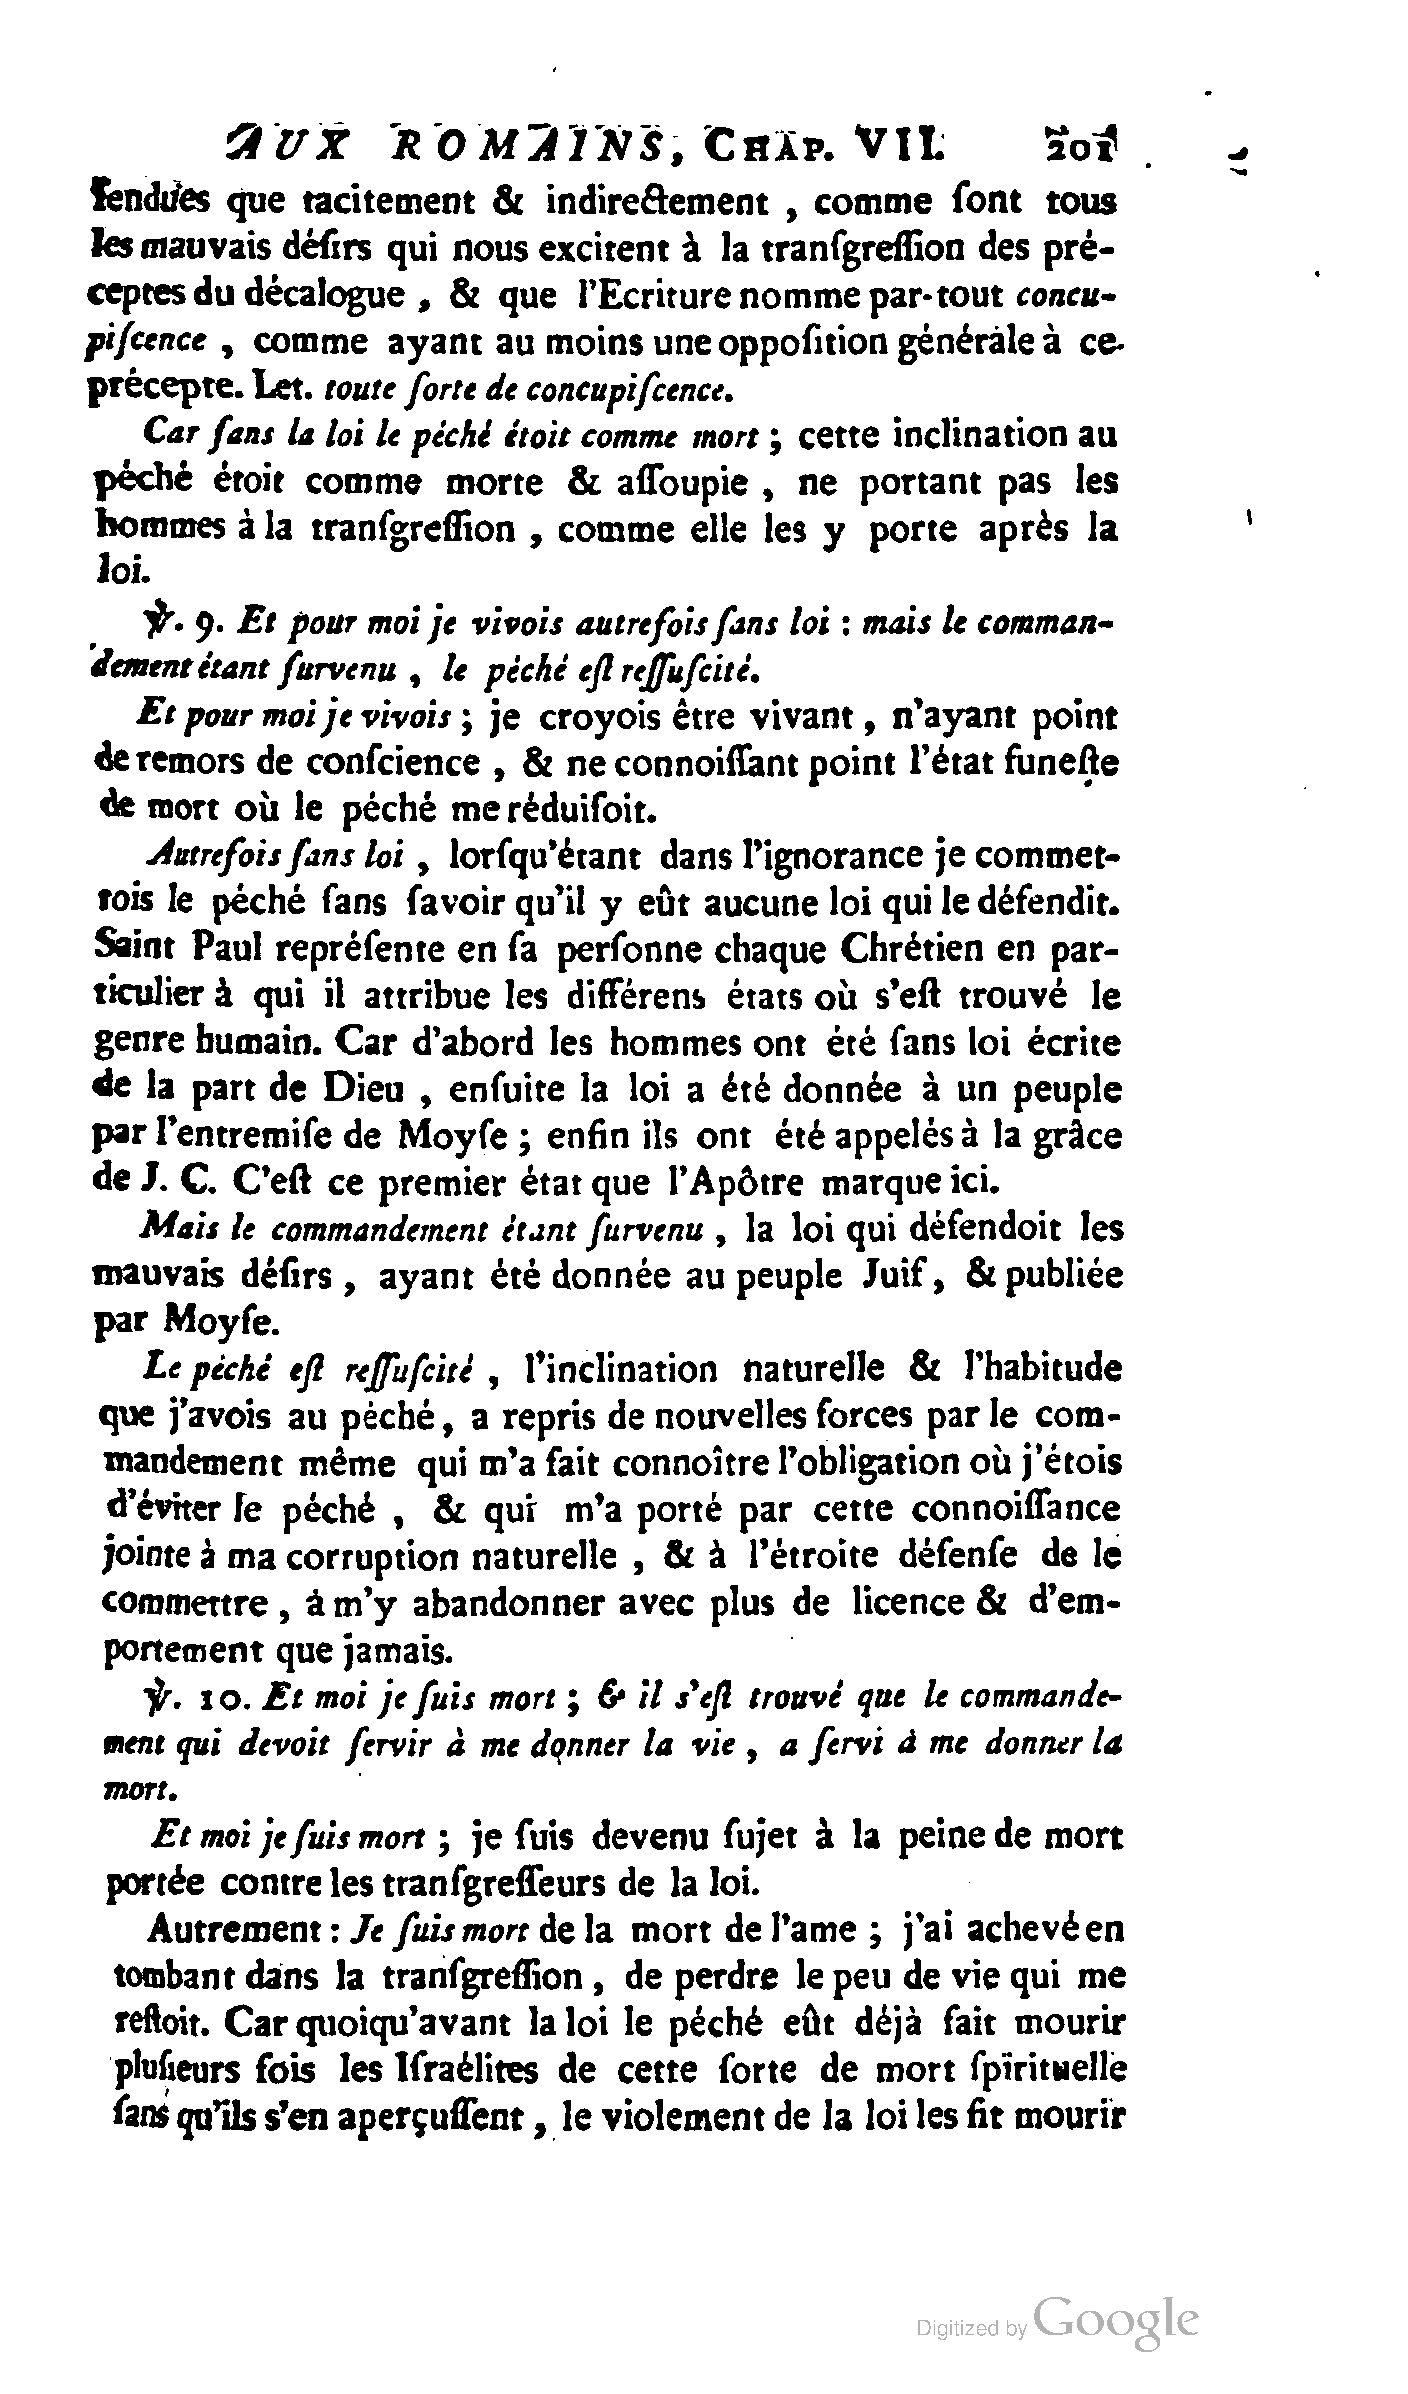 AUX ROMAINS, CHAP. VII. 201
fendues que tacitement & indirectement , comme ſont tous
les mauvais déſirs qui nous excitent à la tranſgreſſion des pré-
ceptes du décalogue , & que l'Ecriture nomme par-tout concu-
piſcence , comme ayant au moins une oppoſition générale à ce
précepte. Let. toute ſorte de concupiſcence.
Car ſans la loi le péché étoit comme mort ; cette inclination au
péché étoit comme morte & aſſoupie , ne portant pas les
hommes à la tranſgreſſion , comme elle les y porte après la
loi.
℣. 9. Et pour moi je vivois autrefois ſans loi : mais le comman-
dement étant ſurvenu , le péché eſt reſſuſcité.
Et pour moi je vivois ; je croyois être vivant , n'ayant point
de remors de conſcience , & ne connoiſſant point l'état funeſte
de mort où le péché me réduiſoit.
Autrefois ſans loi , lorſqu'étant dans l'ignorance je commet-
tois le péché ſans ſavoir qu'il y eût aucune loi qui le défendit.
Saint Paul repréſente en ſa perſonne chaque Chrétien en par-
ticulier à qui il attribue les différens états où s'eſt trouvé le
genre humain. Car d'abord les hommes ont été ſans loi écrite
de la part de Dieu , enſuite la loi a été donnée à un peuple
par l'entremiſe de Moyſe ; enfin ils ont été appelés à la grâce
de J. C. C'eſt ce premier état que l'Apôtre marque ici.
Mais le commandement étant ſurvenu , la loi qui défendoit les
mauvais déſirs , ayant été donnée au peuple Juif, & publiée
par Moyſe.
Le péché eſt reſſuſcité , l'inclination naturelle & l'habitude
que j'avois au péché, a repris de nouvelles forces par le com-
mandement même qui m'a fait connoître l'obligation où j'étois
d'éviter le péché , & qui m'a porté par cette connoiſſance
jointe à ma corruption naturelle , & à l'étroite défenſe de le
commettre , à m'y abandonner avec plus de licence & d'em-
portement que jamais.
℣. 10. Et moi je ſuis mort ; & il s'eſt trouvé que le commande-
ment qui devoit ſervir à me donner la vie , a ſervi à me donner la
mort.
Et moi je ſuis mort ; je ſuis devenu ſujet à la peine de mort
portée contre les tranſgreſſeurs de la loi.
Autrement : Je ſuis mort de la mort de l'ame ; j'ai achevé en
tombant dans la tranſgreſſion , de perdre le peu de vie qui me
reſtoit. Car quoiqu'avant la loi le péché eût déjà fait mourir
pluſieurs fois les Iſraélites de cette ſorte de mort ſpirituelle
ſans qu'ils s'en aperçuſſent , le violement de la loi les fit mourir
Digitized by Google